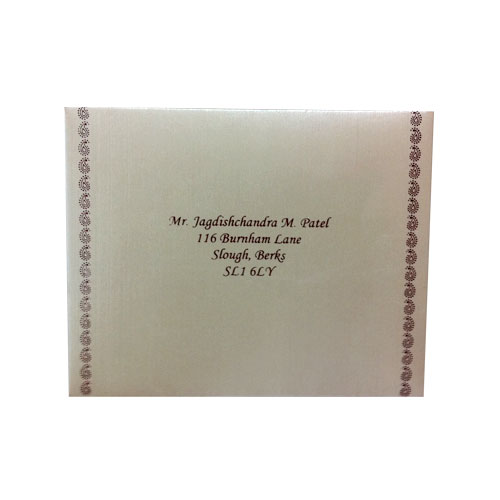 Mr. Jagdishchandra M. Patel
116 Burnham Lane
Slough, Berks
SL1 6LY